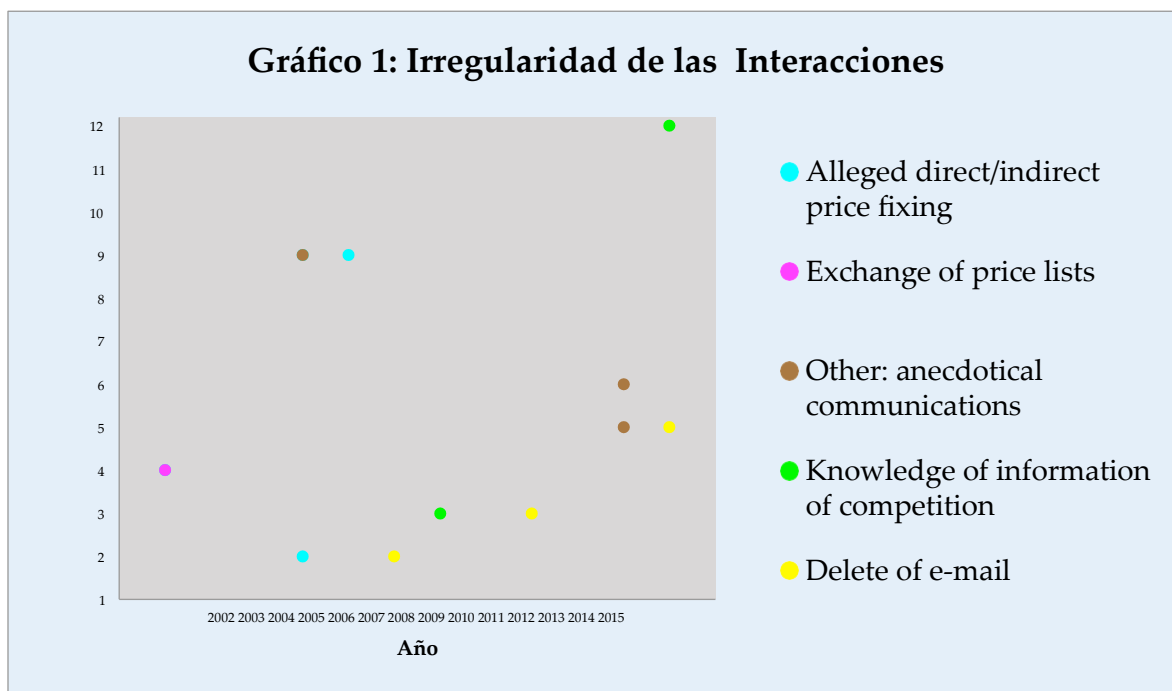 Gráfico 1: Irregularidad de las Interacciones
12
11
10
9
8
7
6
5
4
3
2
1
2002 2003 2004 2005 2006 2007 2008 2009 2010 2011 2012 2013 2014 2015
Año
Alleged direct/indirect
price fixing
Exchange of price lists
Other: anecdotical
communications
Knowledge of information
of competition
Delete of e-mail